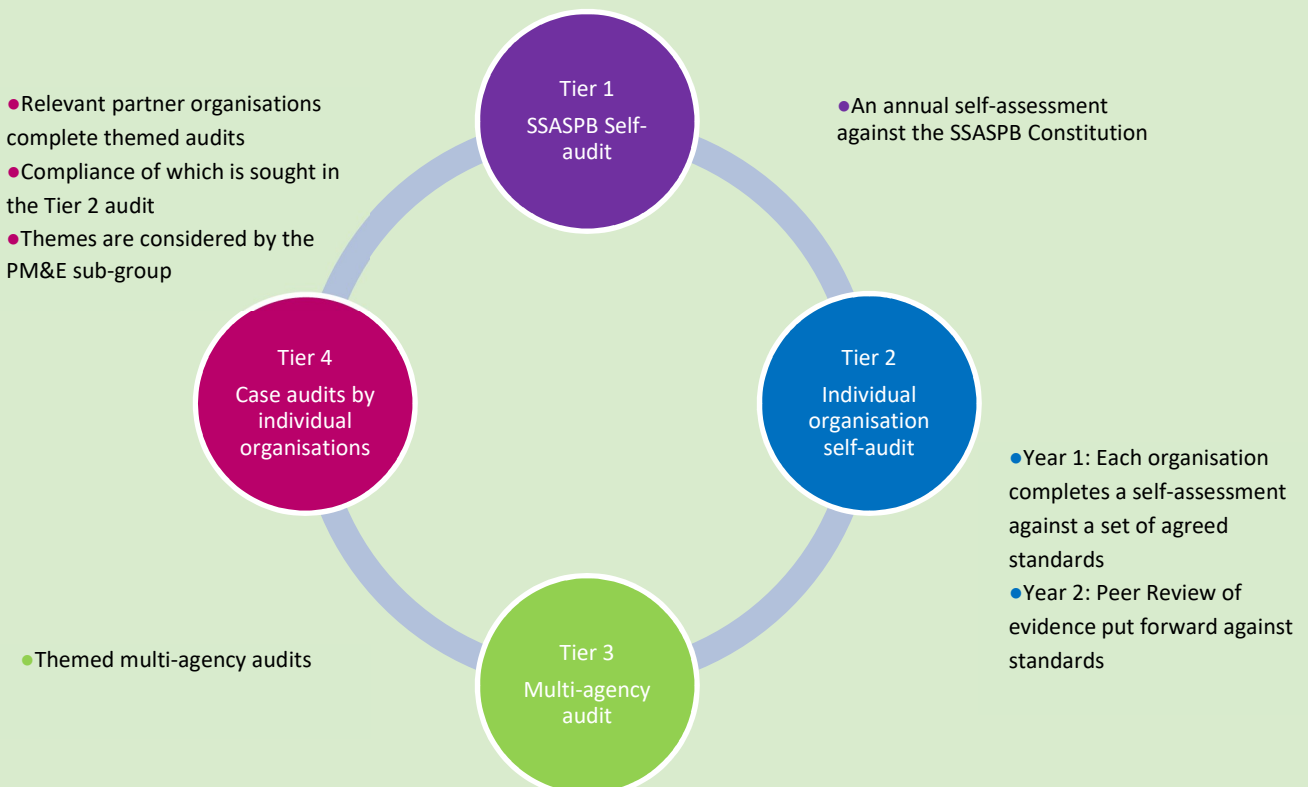 Tier 1
SSASPB Self-
audit
●An annual self-assessment
against the SSASPB Constitution
Tier 2
Individual
organisation
self-audit
●Year 1: Each organisation
completes a self-assessment
against a set of agreed
standards
●Year 2: Peer Review of
evidence put forward against
standards
Tier 3
Multi-agency
audit
●Themed multi-agency audits
Tier 4
Case audits by
individual
organisations
●Relevant partner organisations
complete themed audits
●Compliance of which is sought in
the Tier 2 audit
●Themes are considered by the
PM&E sub-group